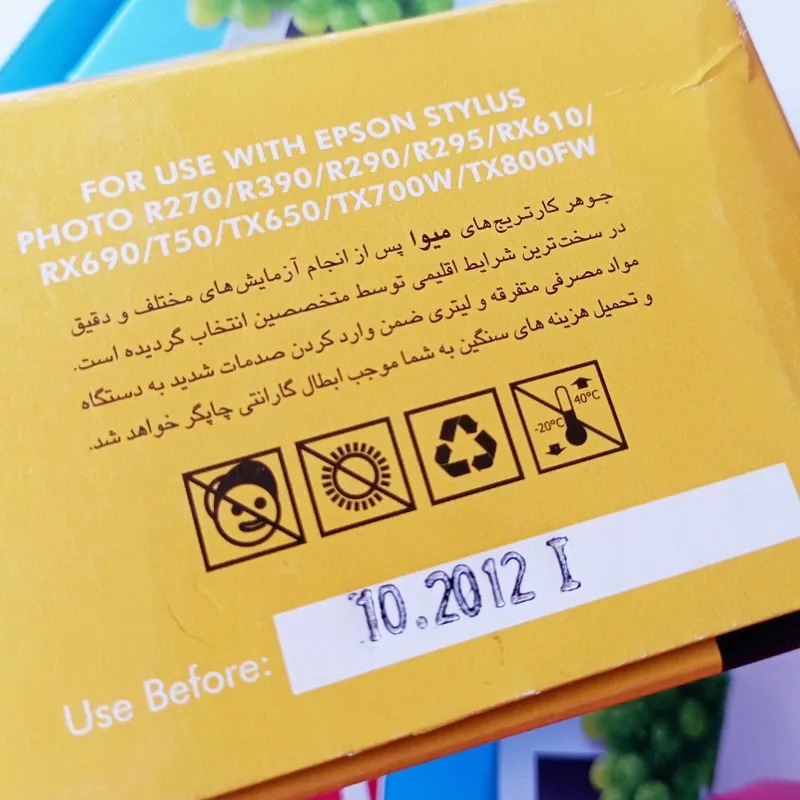 FOR USE WITH EPSON STYLUS
PHOTO R270/R390/R290/R295/RX610/
RX690/T50/TX650/TX700W/TX800FW
جوهر کارتریج‌های میوا پس از انجام آزمایش‌های مختلف و دقیق
در سخت‌ترین شرایط اقلیمی توسط متخصصین انتخاب گردیده است.
مواد مصرفی متفرقه و لیتری ضمن وارد کردن صدمات شدید به دستگاه
و تحمیل هزینه های سنگین به شما موجب ابطال گارانتی چاپگر خواهد شد.
-20°C 40°C
Use Before: 10.2012 I